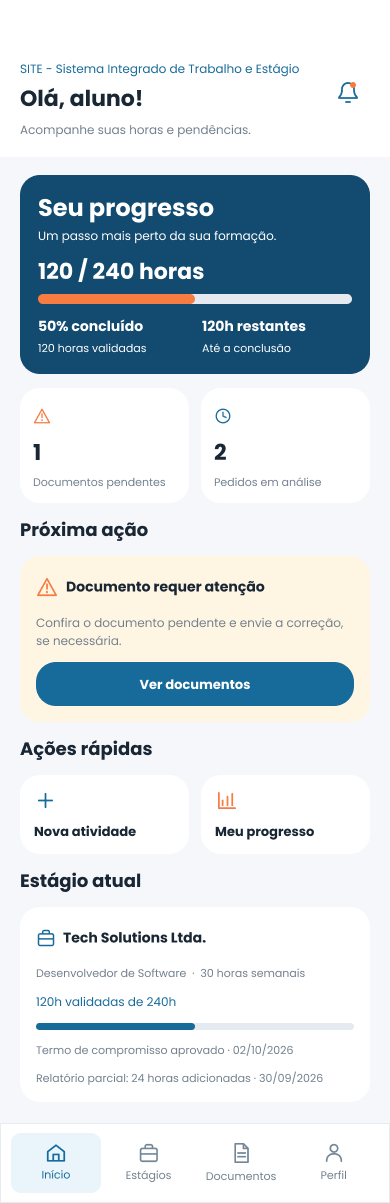 SITE - Sistema Integrado de Trabalho e Estágio
Olá, aluno!
Acompanhe suas horas e pendências.
Seu progresso
Um passo mais perto da sua formação.
120 / 240 horas
50% concluído
120h restantes
120 horas validadas
Até a conclusão
1
2
Documentos pendentes
Pedidos em análise
Próxima ação
Documento requer atenção
Confira o documento pendente e envie a correção,
se necessária.
Ver documentos
Ações rápidas
Nova atividade
Meu progresso
Estágio atual
Tech Solutions Ltda.
Desenvolvedor de Software · 30 horas semanais
120h validadas de 240h
Termo de compromisso aprovado · 02/10/2026
Relatório parcial: 24 horas adicionadas · 30/09/2026
Início
Estágios
Documentos
Perfil